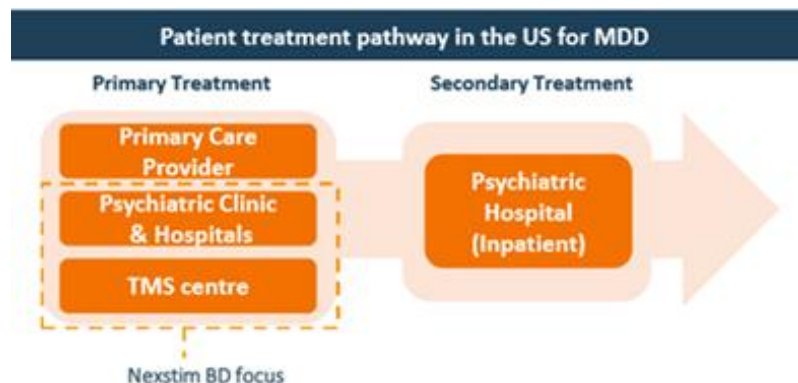 Patient treatment pathway in the US for MDD
Primary Treatment
Secondary Treatment
Primary Care
Provider
Psychiatric Clinic
& Hospitals
TMS centre
Psychiatric
Hospital
(Inpatient)
Nexstim BD focus